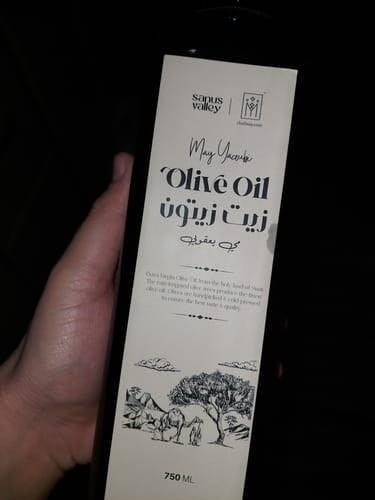 sanus
valley
May Yacoubi
Olive Oil
زيت زيتون
مي يعقوبي
Extra Virgin Olive Oil from the holy land of Sinai.
The rain irrigated olive trees produce the finest
olive oil. Olives are handpicked & cold pressed
to ensure the best taste & quality.
750 ML